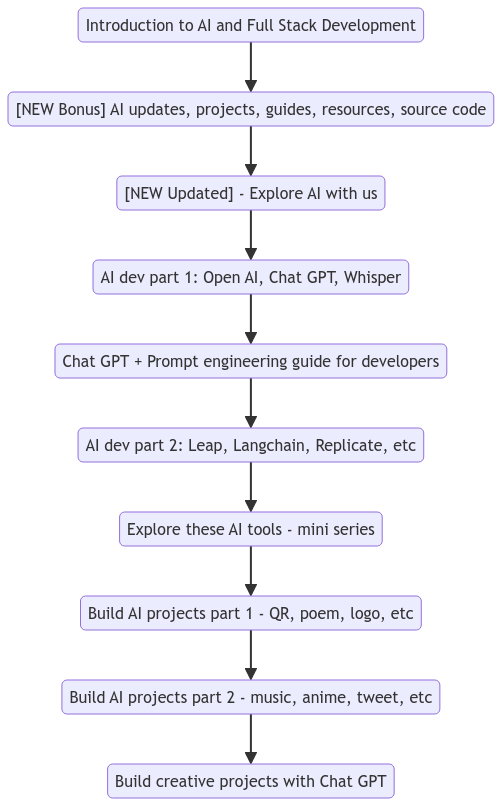 Introduction to AI and Full Stack Development
[NEW Bonus] AI updates, projects, guides, resources, source code
[NEW Updated] - Explore AI with us
AI dev part 1: Open AI, Chat GPT, Whisper
Chat GPT + Prompt engineering guide for developers
AI dev part 2: Leap, Langchain, Replicate, etc
Explore these AI tools - mini series
Build AI projects part 1 - QR, poem, logo, etc
Build AI projects part 2 - music, anime, tweet, etc
Build creative projects with Chat GPT